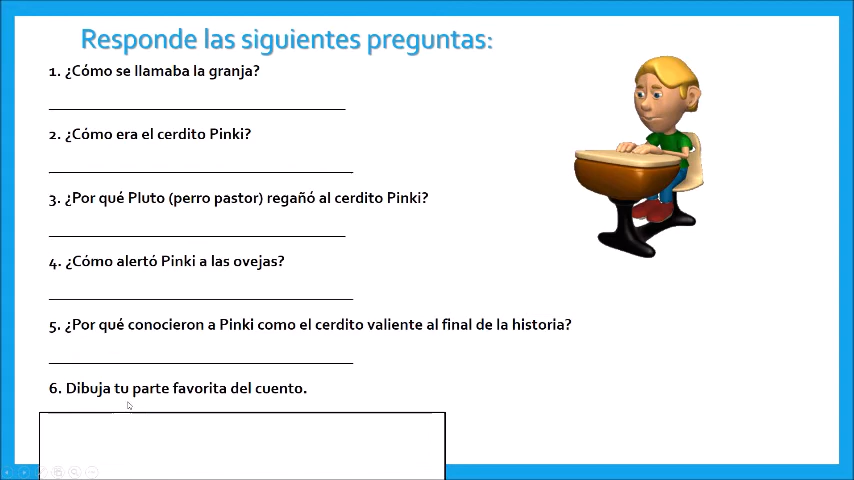 Responde las siguientes preguntas:
1. ¿Cómo se llamaba la granja?
2. ¿Cómo era el cerdito Pinki?
3. ¿Por qué Pluto (perro pastor) regañó al cerdito Pinki?
4. ¿Cómo alertó Pinki a las ovejas?
5. ¿Por qué conocieron a Pinki como el cerdito valiente al final de la historia?
6. Dibuja tu parte favorita del cuento.